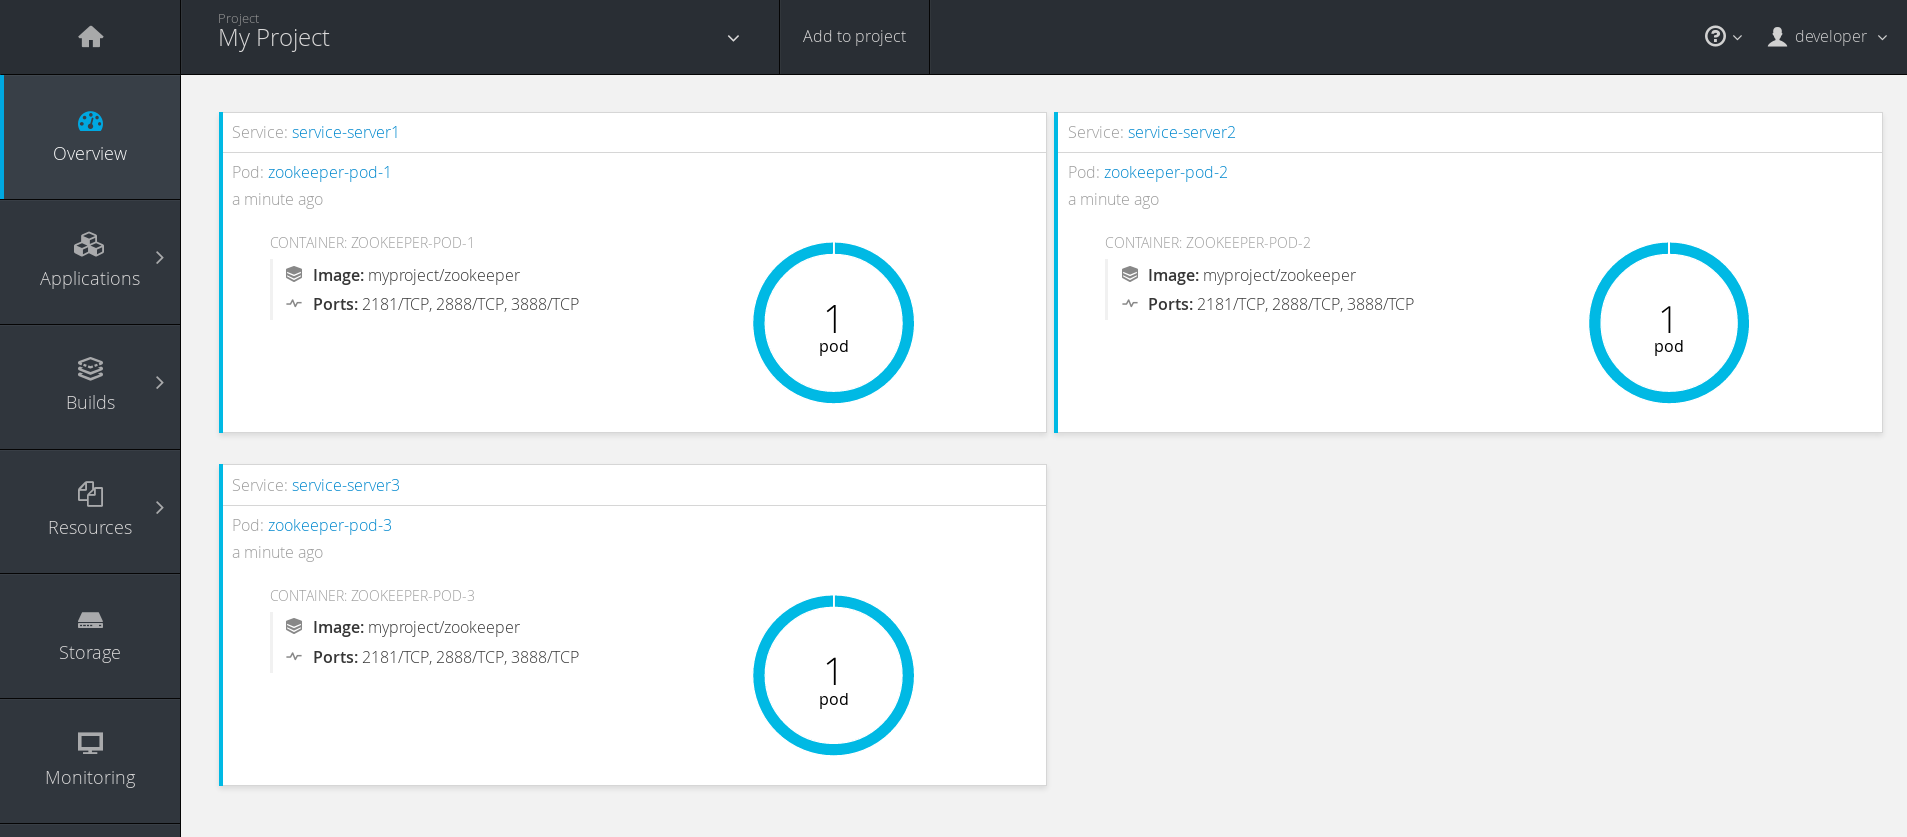 Project
My Project
Add to project
developer
Overview
Applications
Builds
Resources
Storage
Monitoring
Service: service-server1
Pod: zookeeper-pod-1
a minute ago
CONTAINER: ZOOKEEPER-POD-1
Image: myproject/zookeeper
Ports: 2181/TCP, 2888/TCP, 3888/TCP
1
pod
Service: service-server2
Pod: zookeeper-pod-2
a minute ago
CONTAINER: ZOOKEEPER-POD-2
Image: myproject/zookeeper
Ports: 2181/TCP, 2888/TCP, 3888/TCP
1
pod
Service: service-server3
Pod: zookeeper-pod-3
a minute ago
CONTAINER: ZOOKEEPER-POD-3
Image: myproject/zookeeper
Ports: 2181/TCP, 2888/TCP, 3888/TCP
1
pod